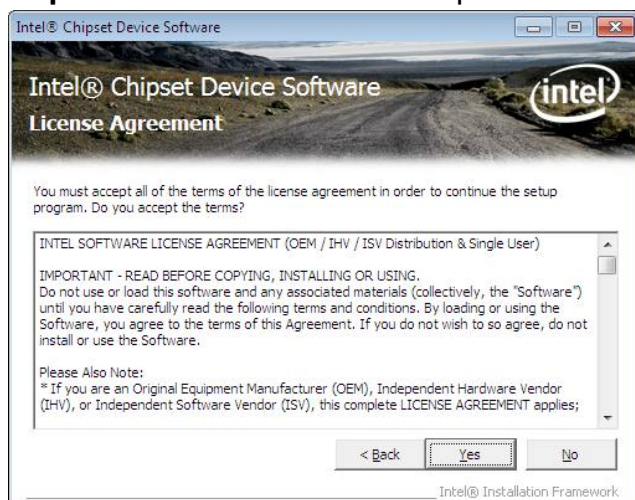 Intel® Chipset Device Software
Intel® Chipset Device Software
intel
License Agreement
You must accept all of the terms of the license agreement in order to continue the setup
program. Do you accept the terms?
INTEL SOFTWARE LICENSE AGREEMENT (OEM / IHV / ISV Distribution & Single User)
IMPORTANT - READ BEFORE COPYING, INSTALLING OR USING.
Do not use or load this software and any associated materials (collectively, the "Software")
until you have carefully read the following terms and conditions. By loading or using the
Software, you agree to the terms of this Agreement. If you do not wish to so agree, do not
install or use the Software.
Please Also Note:
* If you are an Original Equipment Manufacturer (OEM), Independent Hardware Vendor
(IHV), or Independent Software Vendor (ISV), this complete LICENSE AGREEMENT applies;
< Back Yes No
Intel® Installation Framework